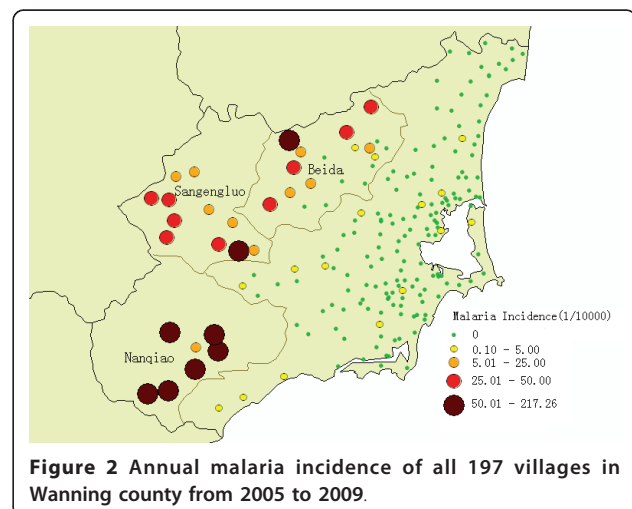 Beida
Sangengluo
Nanqiao
Malaria Incidence(1/10000)
0
0.10 - 5.00
5.01 - 25.00
25.01 - 50.00
50.01 - 217.26
Figure 2 Annual malaria incidence of all 197 villages in
Wanning county from 2005 to 2009.